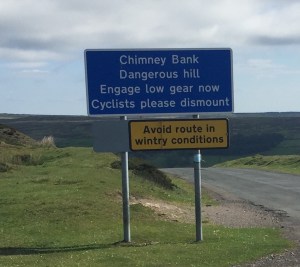 Chimney Bank
Dangerous hill
Engage low gear now
Cyclists please dismount
Avoid route in
wintry conditions